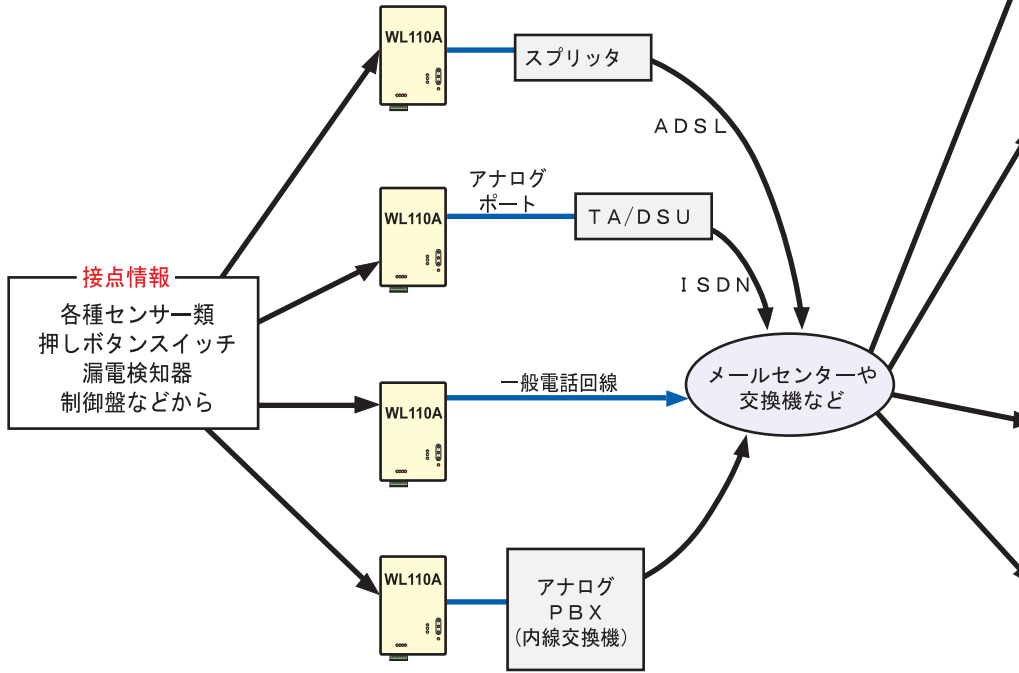 WL110A
スプリッタ
ＡＤＳＬ
WL110A
アナログ
ポート
ＴＡ/ＤＳＵ
ＩＳＤＮ
接点情報
各種センサー類
押しボタンスイッチ
漏電検知器
制御盤などから
WL110A
一般電話回線
メールセンターや
交換機など
WL110A
アナログ
ＰＢＸ
(内線交換機)